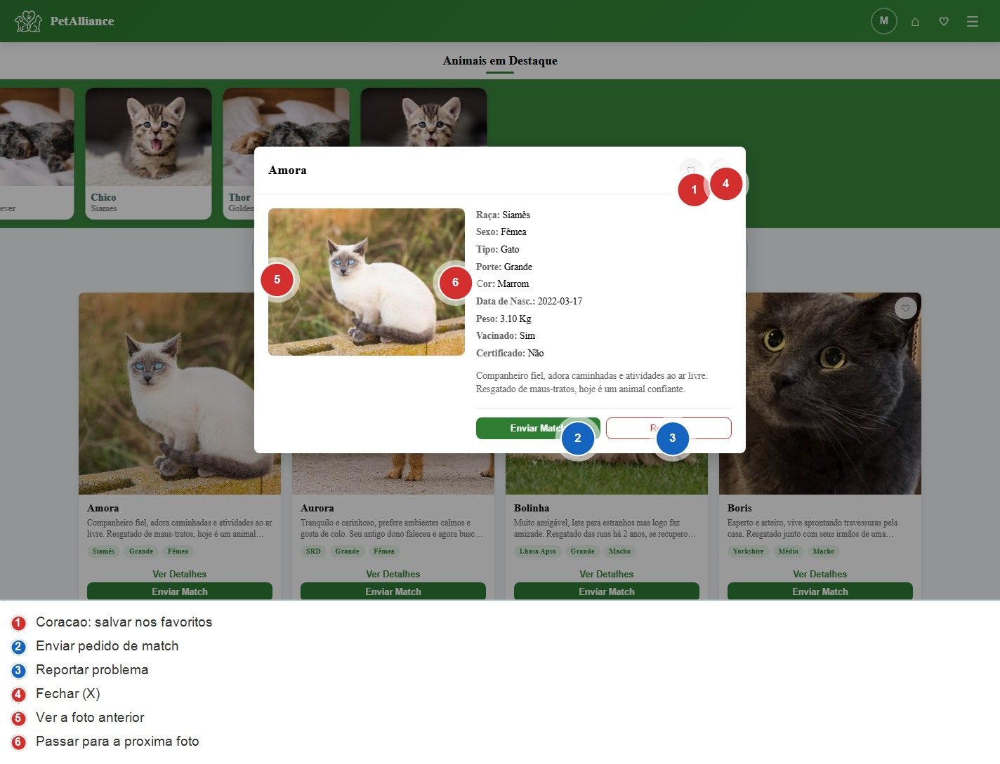 PetAlliance
M
Animais em Destaque
ever
Chico
Siames
Thor
Golden
Amora
1
4
5
6
Raça: Siamês
Sexo: Fêmea
Tipo: Gato
Porte: Grande
Cor: Marrom
Data de Nasc.: 2022-03-17
Peso: 3.10 Kg
Vacinado: Sim
Certificado: Não
Companheiro fiel, adora caminhadas e atividades ao ar livre.
Resgatado de maus-tratos, hoje é um animal confiante.
Enviar Match
2
3
Amora
Companheiro fiel, adora caminhadas e atividades ao ar
livre. Resgatado de maus-tratos, hoje é um animal…
Siamês Grande Fêmea
Ver Detalhes
Enviar Match
Aurora
Tranquilo e carinhoso, prefere ambientes calmos e
gosta de colo. Seu antigo dono faleceu e agora busc…
SRD Grande Fêmea
Ver Detalhes
Enviar Match
Bolinha
Muito amigável, late para estranhos mas logo faz
amizade. Resgatado das ruas há 2 anos, se recupero…
Lhasa Apso Grande Macho
Ver Detalhes
Enviar Match
Boris
Esperto e arteiro, vive aprontando travessuras pela
casa. Resgatado junto com seus irmãos de uma…
Yorkshire Médio Macho
Ver Detalhes
Enviar Match
1 Coracao: salvar nos favoritos
2 Enviar pedido de match
3 Reportar problema
4 Fechar (X)
5 Ver a foto anterior
6 Passar para a proxima foto